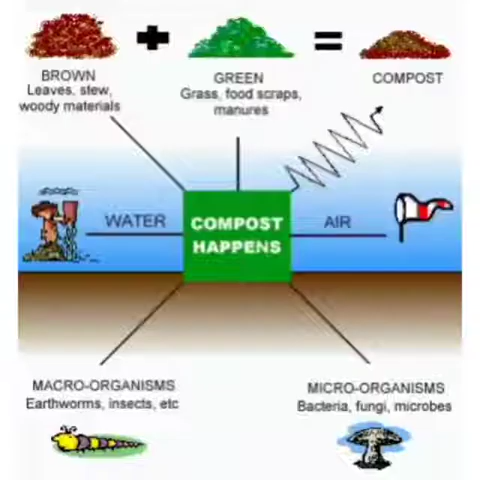 BROWN
Leaves, stew,
woody materials
GREEN
Grass, food scraps,
manures
COMPOST
WATER
COMPOST
HAPPENS
AIR
MACRO-ORGANISMS
Earthworms, insects, etc
MICRO-ORGANISMS
Bacteria, fungi, microbes